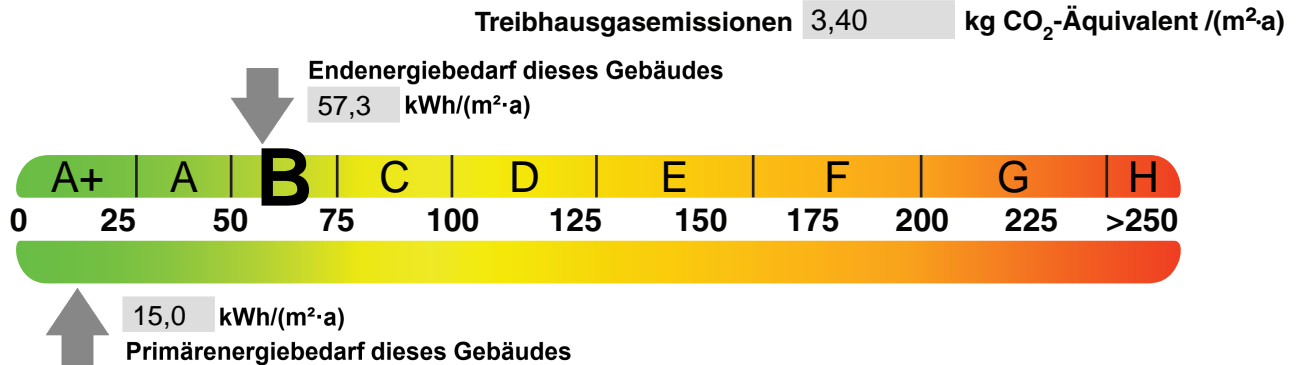 Treibhausgasemissionen 3,40 kg CO₂-Äquivalent /(m²·a)
Endenergiebedarf dieses Gebäudes
57,3 kWh/(m²·a)
A+ A B C D E F G H
0 25 50 75 100 125 150 175 200 225 >250
15,0 kWh/(m²·a)
Primärenergiebedarf dieses Gebäudes